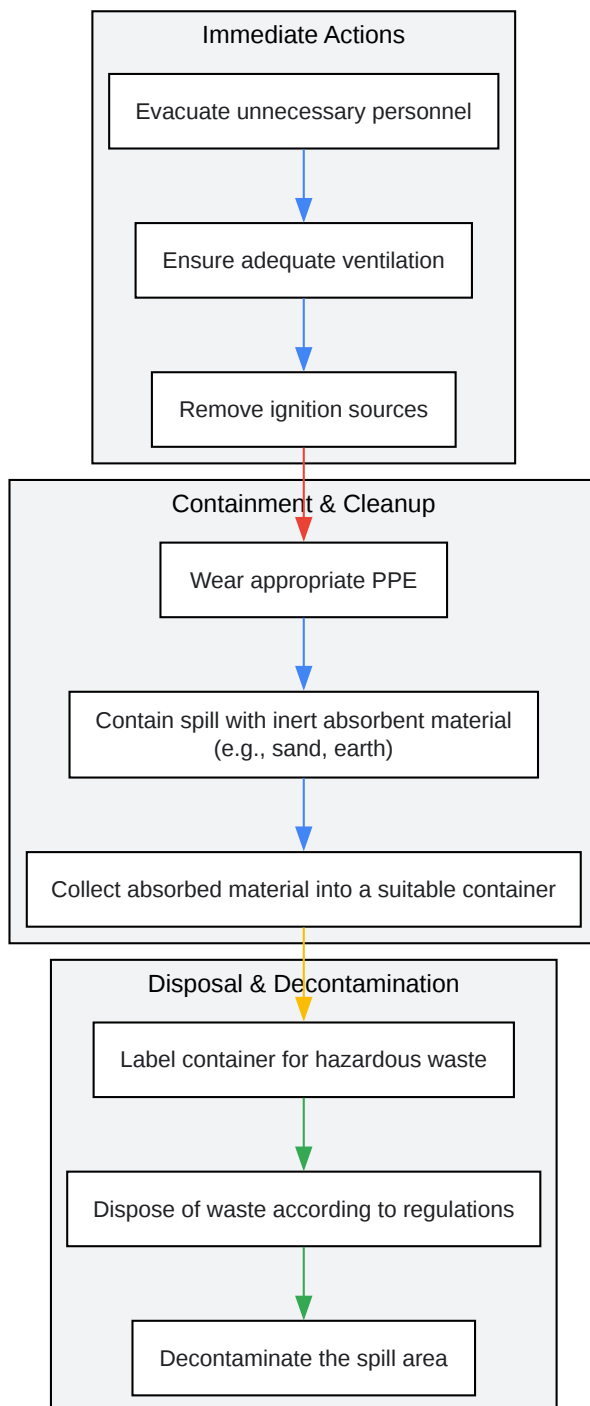 Immediate Actions
Evacuate unnecessary personnel
Ensure adequate ventilation
Remove ignition sources
Containment & Cleanup
Wear appropriate PPE
Contain spill with inert absorbent material
(e.g., sand, earth)
Collect absorbed material into a suitable container
Disposal & Decontamination
Label container for hazardous waste
Dispose of waste according to regulations
Decontaminate the spill area